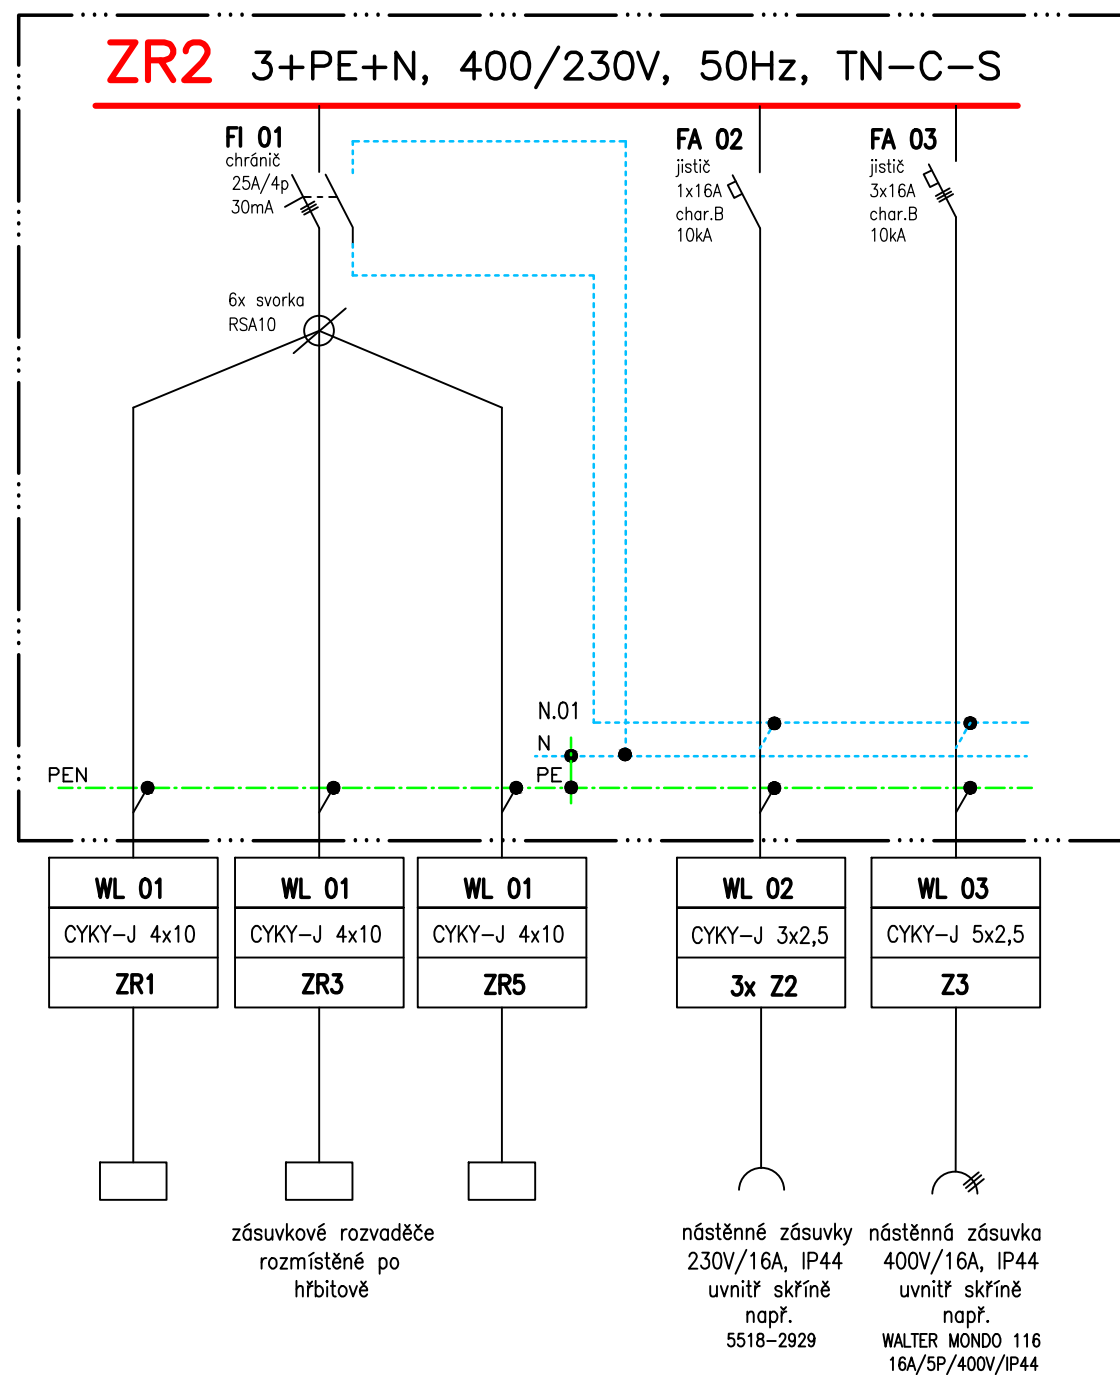 ZR2 3+PE+N, 400/230V, 50Hz, TN-C-S
FI 01
chránič
25A/4p
30mA
FA 02
jistič
1x16A
char.B
10kA
FA 03
jistič
3x16A
char.B
10kA
6x svorka
RSA10
N.01
N
PE
PEN
WL 01
CYKY-J 4x10
ZR1
WL 01
CYKY-J 4x10
ZR3
WL 01
CYKY-J 4x10
ZR5
WL 02
CYKY-J 3x2,5
3x Z2
WL 03
CYKY-J 5x2,5
Z3
zásuvkové rozvaděče
rozmístěné po
hřbitově
nástěnné zásuvky
230V/16A, IP44
uvnitř skříně
např.
5518-2929
nástěnná zásuvka
400V/16A, IP44
uvnitř skříně
např.
WALTER MONDO 116
16A/5P/400V/IP44